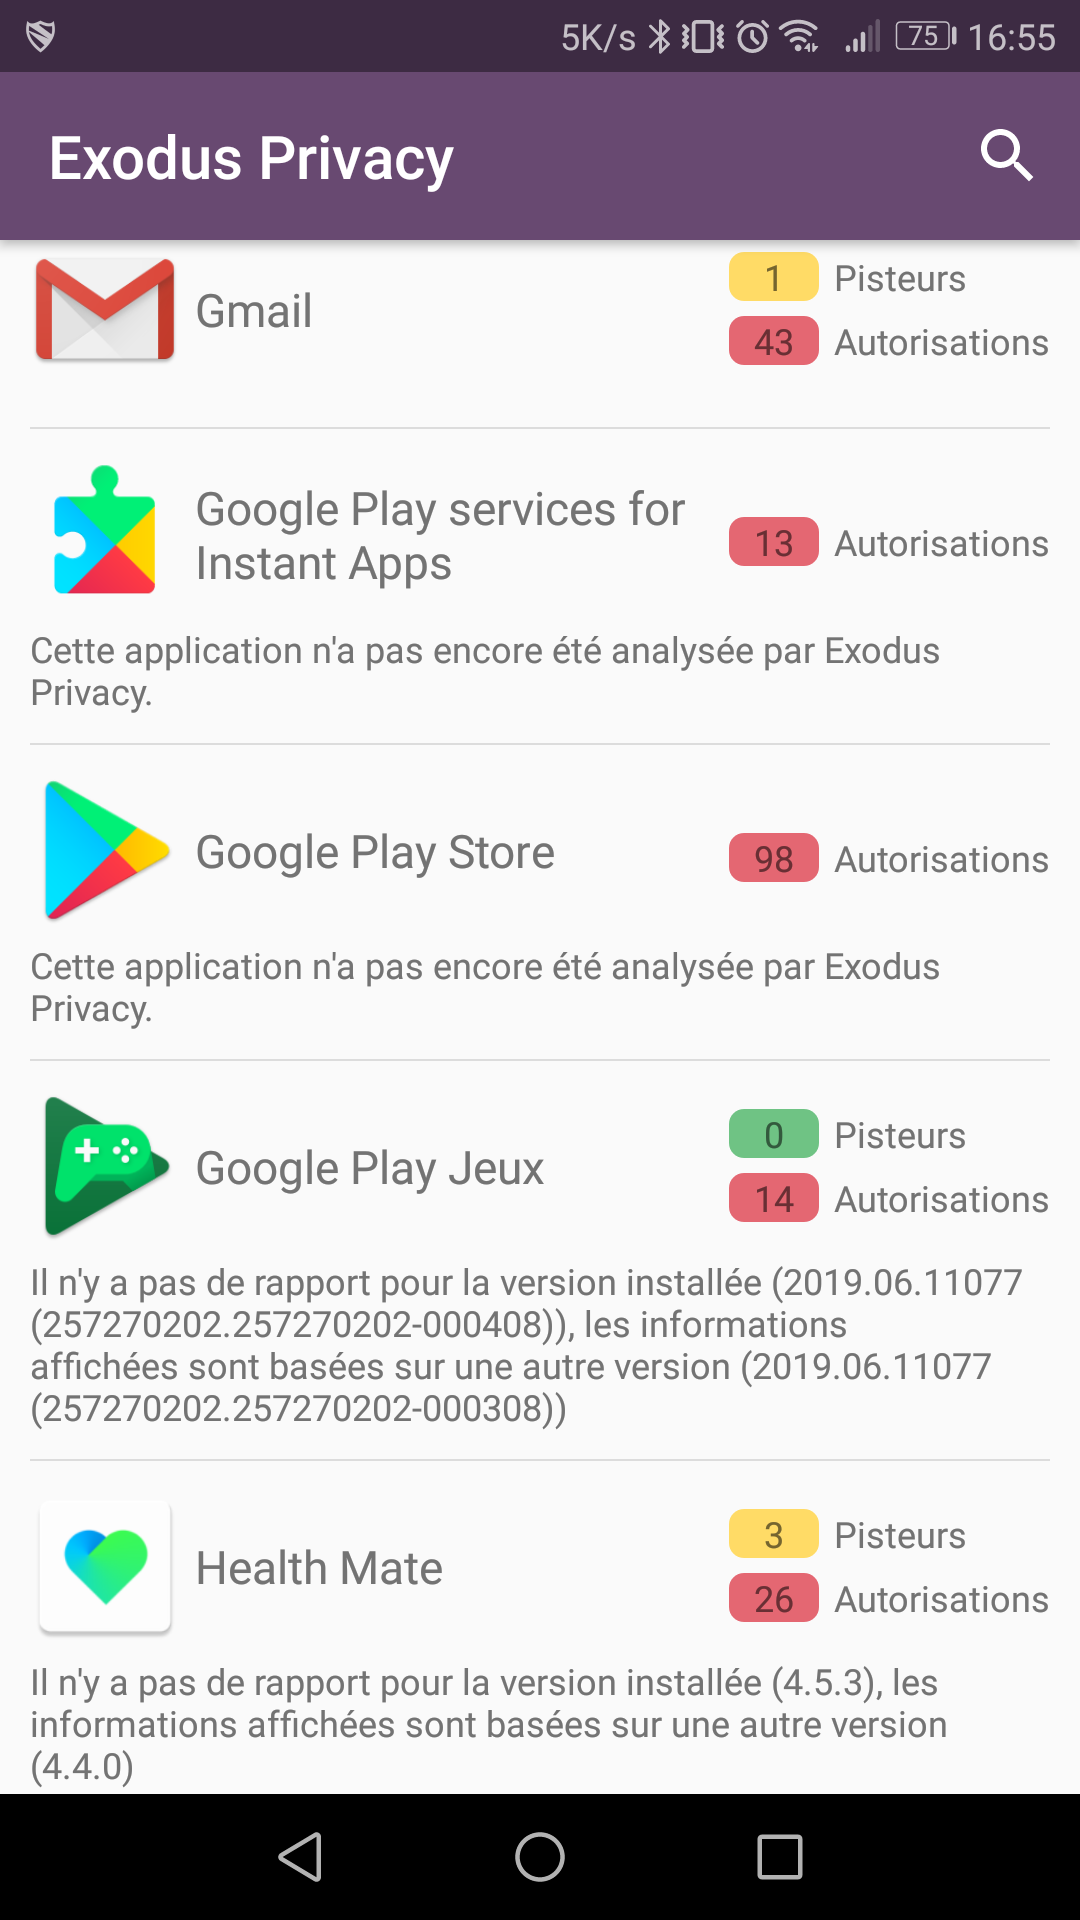 5K/s 75 16:55
Exodus Privacy
Gmail
1 Pisteurs
43 Autorisations
Google Play services for
Instant Apps
13 Autorisations
Cette application n'a pas encore été analysée par Exodus
Privacy.
Google Play Store
98 Autorisations
Cette application n'a pas encore été analysée par Exodus
Privacy.
Google Play Jeux
0 Pisteurs
14 Autorisations
Il n'y a pas de rapport pour la version installée (2019.06.11077
(257270202.257270202-000408)), les informations
affichées sont basées sur une autre version (2019.06.11077
(257270202.257270202-000308))
Health Mate
3 Pisteurs
26 Autorisations
Il n'y a pas de rapport pour la version installée (4.5.3), les
informations affichées sont basées sur une autre version
(4.4.0)